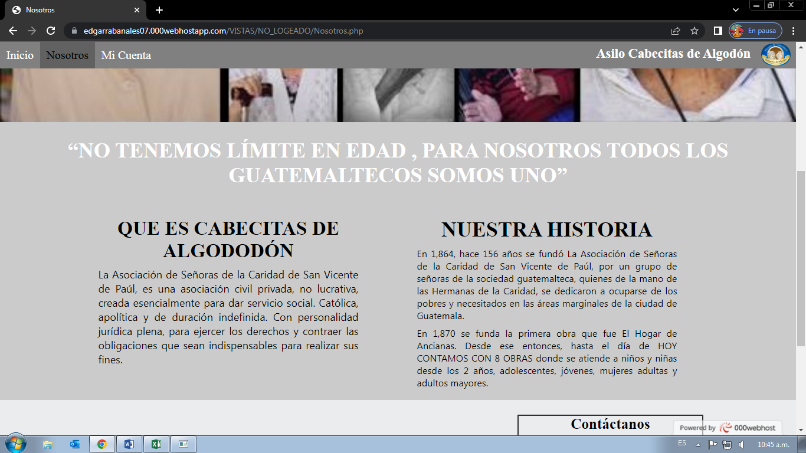 Nosotros
edgarrabanales07.000webhostapp.com/VISTAS/NO_LOGEADO/Nosotros.php
En pausa
Inicio Nosotros Mi Cuenta
Asilo Cabecitas de Algodón
“NO TENEMOS LÍMITE EN EDAD , PARA NOSOTROS TODOS LOS
GUATEMALTECOS SOMOS UNO”
QUE ES CABECITAS DE
ALGODODÓN
La Asociación de Señoras de la Caridad de San Vicente
de Paúl, es una asociación civil privada, no lucrativa,
creada esencialmente para dar servicio social. Católica,
apolítica y de duración indefinida. Con personalidad
jurídica plena, para ejercer los derechos y contraer las
obligaciones que sean indispensables para realizar sus
fines.
NUESTRA HISTORIA
En 1,864, hace 156 años se fundó La Asociación de Señoras
de la Caridad de San Vicente de Paúl, por un grupo de
señoras de la sociedad guatemalteca, quienes de la mano de
las Hermanas de la Caridad, se dedicaron a ocuparse de los
pobres y necesitados en las áreas marginales de la ciudad de
Guatemala.
En 1,870 se funda la primera obra que fue El Hogar de
Ancianas. Desde ese entonces, hasta el día de HOY
CONTAMOS CON 8 OBRAS donde se atiende a niños y niñas
desde los 2 años, adolescentes, jóvenes, mujeres adultas y
adultos mayores.
Contáctanos
Powered by 000webhost
ES
10:45 a.m.